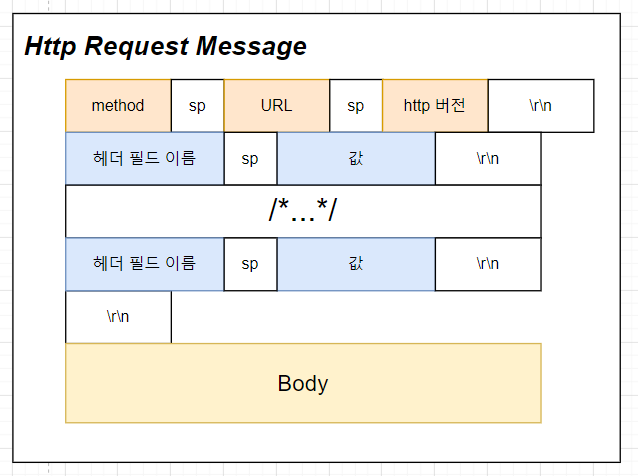 Http Request Message
method sp URL sp http 버전 \r\n
헤더 필드 이름 sp 값 \r\n
/*...*/
헤더 필드 이름 sp 값 \r\n
\r\n
Body